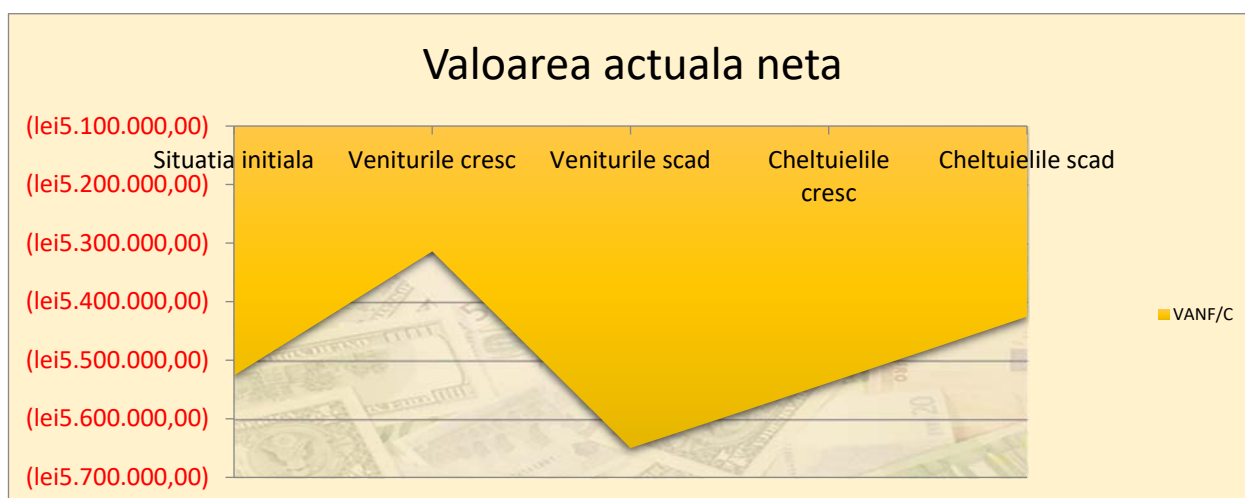 Valoarea actuala neta
(lei5.100.000,00)
Situatia initiala Veniturile cresc Veniturile scad Cheltuielile cresc Cheltuielile scad
(lei5.200.000,00)
(lei5.300.000,00)
(lei5.400.000,00)
(lei5.500.000,00)
(lei5.600.000,00)
(lei5.700.000,00)
VANF/C